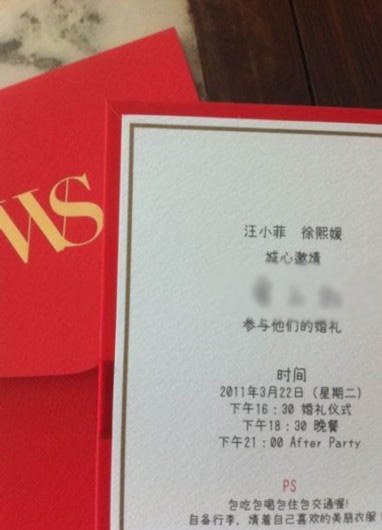 WS
汪小菲 徐熙媛
诚心邀请
参与他们的婚礼
时间
2011年3月22日（星期二）
下午16：30 婚礼仪式
下午18：30 晚餐
下午21：00 After Party
PS
包吃包喝包住包交通喔!
自备行李，清着自己喜欢的美丽衣服